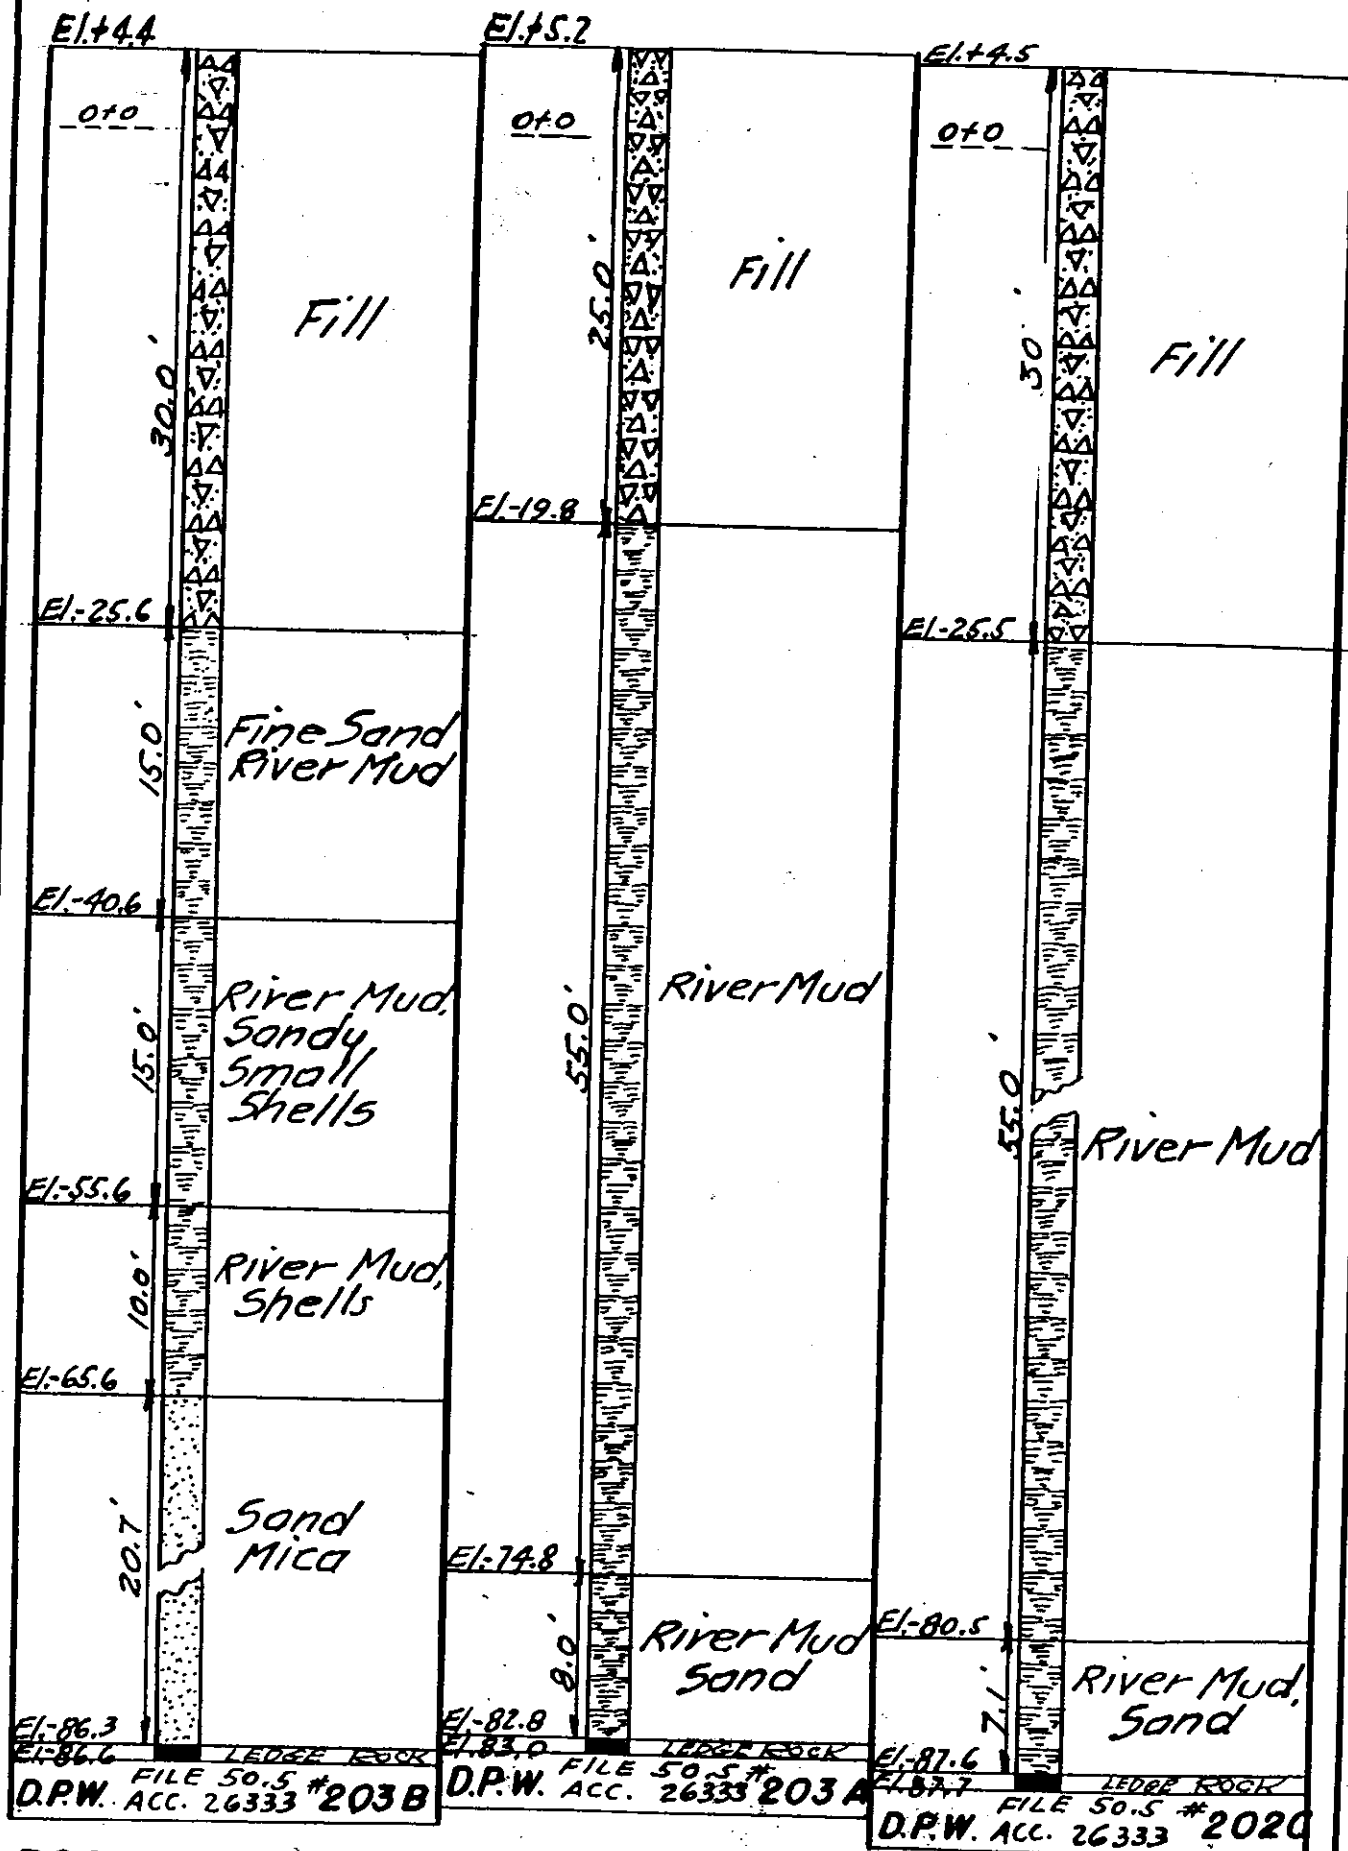 El.+4.4
0+0
30.0'
Fill
El.-25.6
15.0'
Fine Sand
River Mud
El.-40.6
15.0'
River Mud,
Sandy
Small
Shells
El.-55.6
10.0'
River Mud,
Shells
El.-65.6
20.7'
Sand
Mica
El.-86.3
El.-86.6
LEDGE ROCK
D.P.W. FILE 50.5 #203B
ACC. 26333
El.+5.2
0+0
25.0'
Fill
El.-19.8
55.0'
River Mud
El.-74.8
8.0'
River Mud
Sand
El.-82.8
El.83.0
LEDGE ROCK
D.P.W. FILE 50.5 #203A
ACC. 26333
El.+4.5
0+0
30'
Fill
El.-25.5
55.0'
River Mud
El.-80.5
7.1'
River Mud,
Sand
El.-87.6
El.-87.7
LEDGE ROCK
D.P.W. FILE 50.5 #202C
ACC. 26333